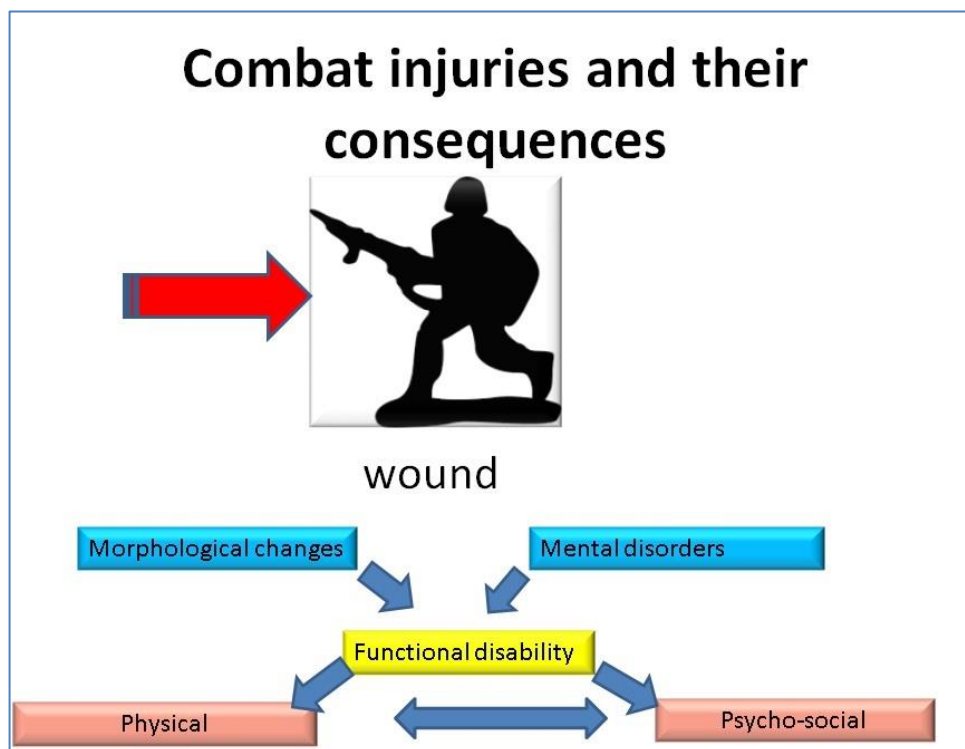 Combat injuries and their
consequences
wound
Morphological changes
Mental disorders
Functional disability
Physical
Psycho-social